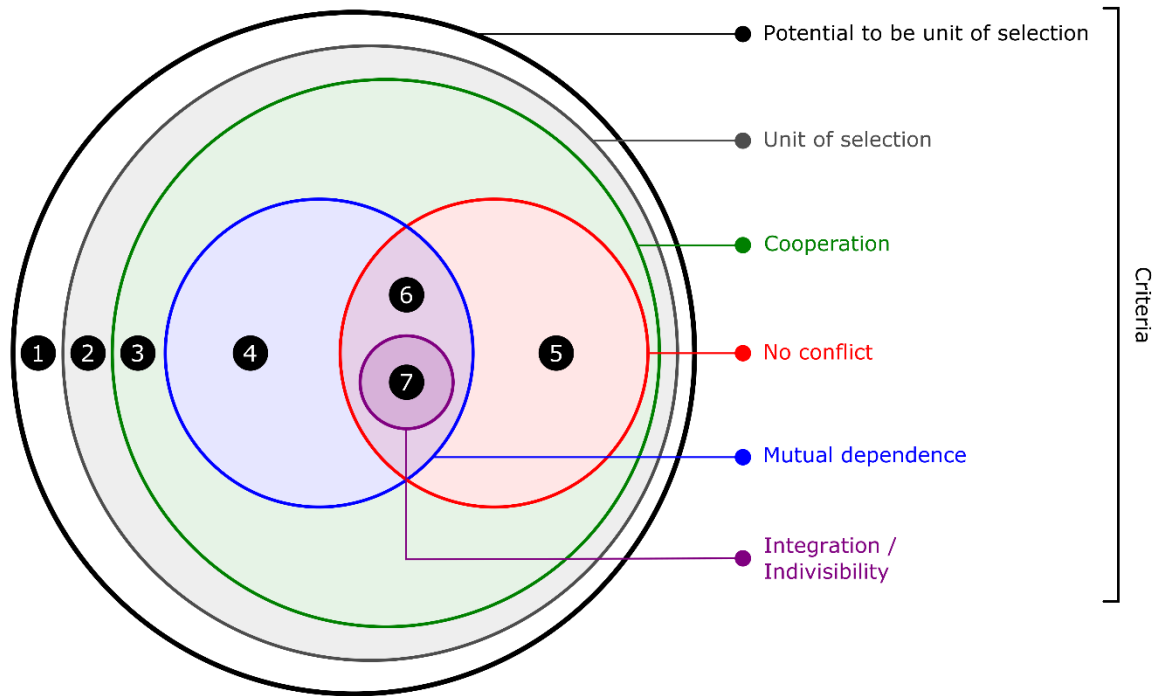 Potential to be unit of selection
Unit of selection
Cooperation
Criteria
6
1
2
3
4
5
No conflict
7
Mutual dependence
Integration /
Indivisibility